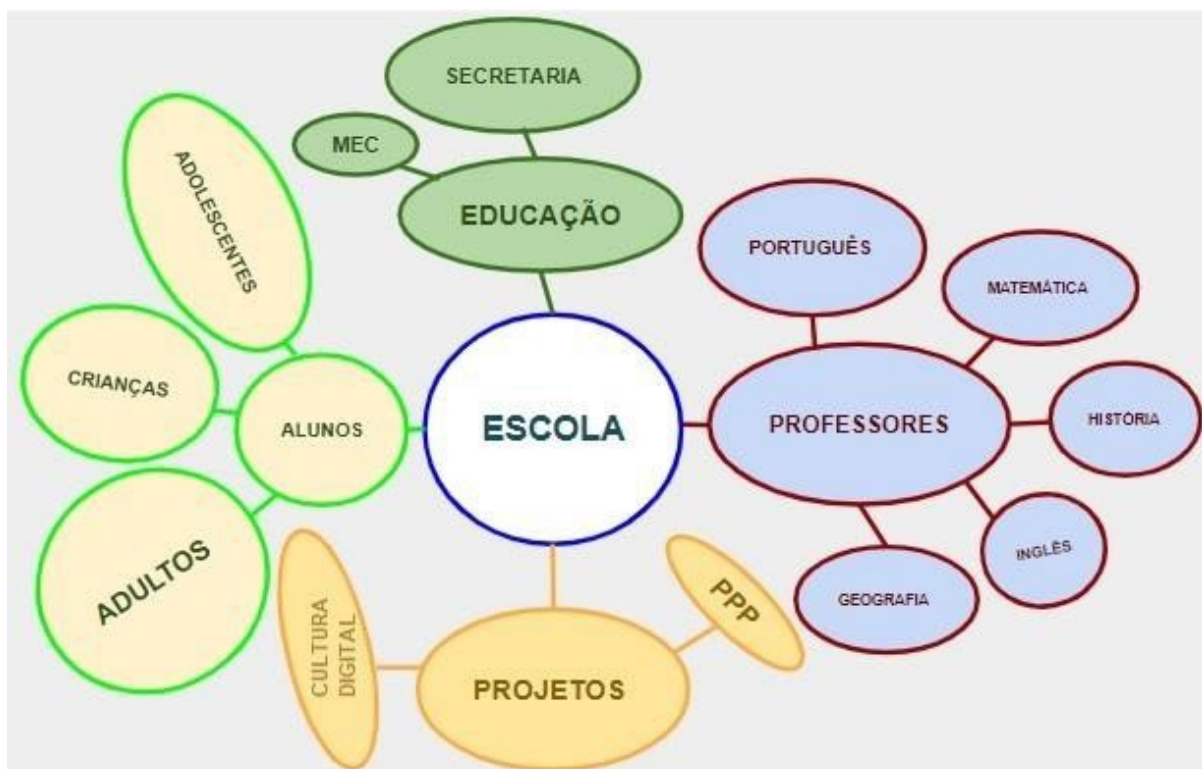 SECRETARIA
MEC
EDUCAÇÃO
ADOLESCENTES
CRIANÇAS
ALUNOS
ADULTOS
ESCOLA
PORTUGUÊS
MATEMÁTICA
PROFESSORES
HISTÓRIA
INGLÊS
GEOGRAFIA
CULTURA
DIGITAL
PROJETOS
PPP